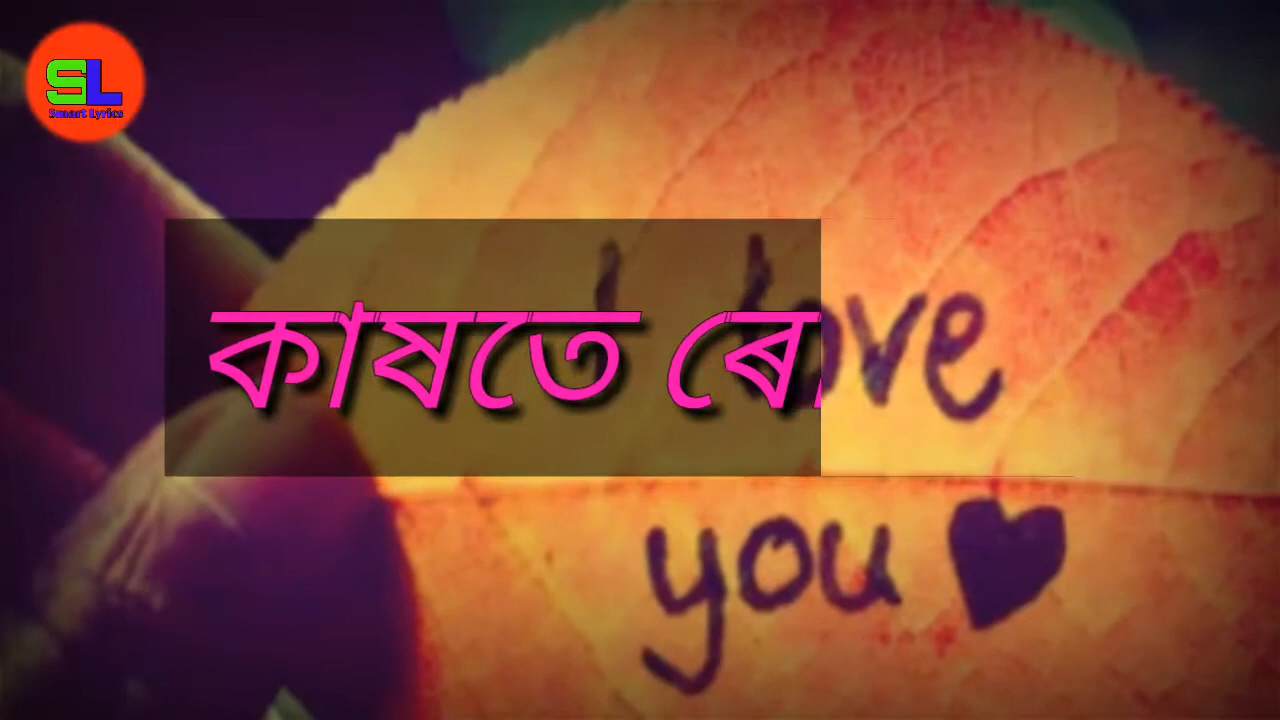 SL
Smart Lyrics
কাষতে
I love
you